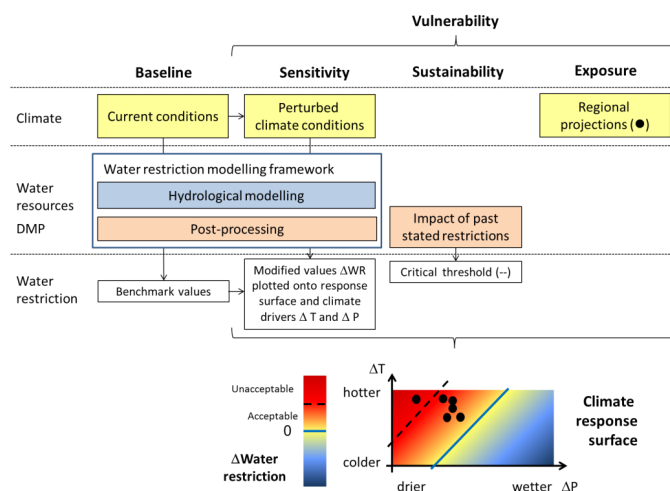 Vulnerability
Baseline
Sensitivity
Sustainability
Exposure
Climate
Current conditions
Perturbed
climate conditions
Regional
projections (●)
Water restriction modelling framework
Water
resources
Hydrological modelling
DMP
Post-processing
Impact of past
stated restrictions
Water
restriction
Benchmark values
Modified values ΔWR
plotted onto response
surface and climate
drivers Δ T and Δ P
Critical threshold (--)
ΔT
Unacceptable
hotter
Acceptable
0
Climate
response
surface
ΔWater
restriction
colder
drier
wetter
ΔP